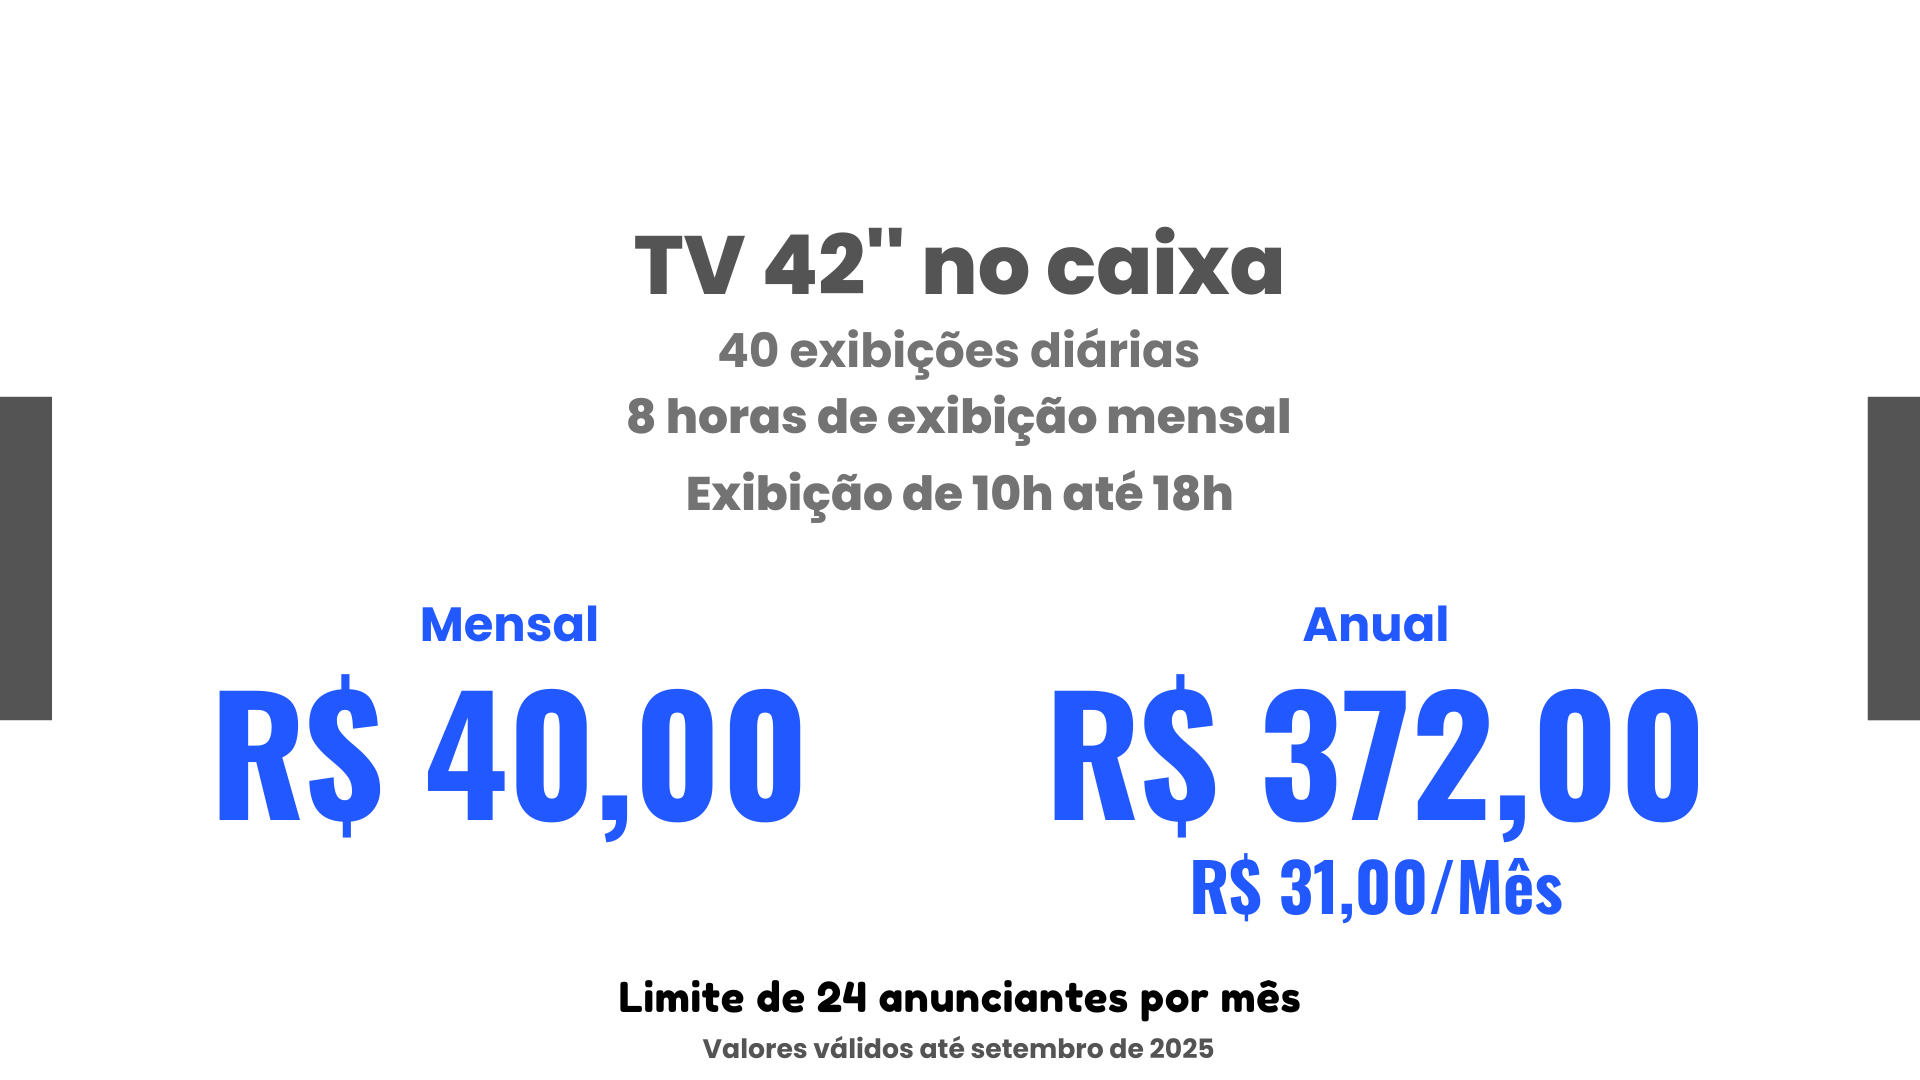 TV 42" no caixa
40 exibições diárias
8 horas de exibição mensal
Exibição de 10h até 18h
Mensal
R$ 40,00
Anual
R$ 372,00
R$ 31,00/Mês
Limite de 24 anunciantes por mês
Valores válidos até setembro de 2025